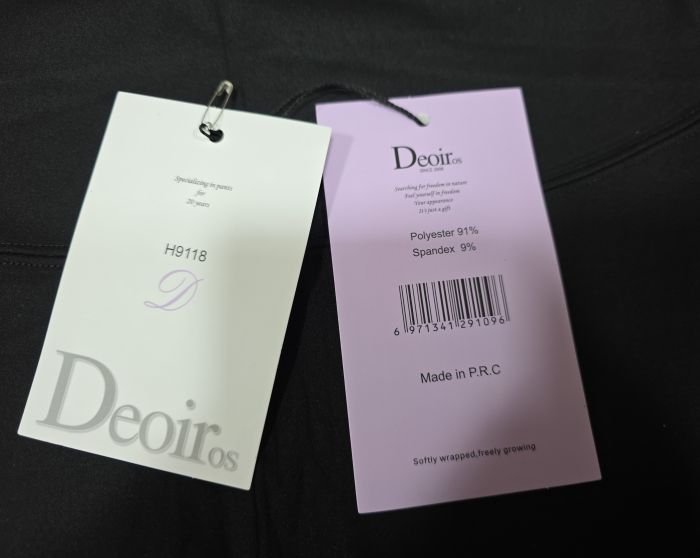 Specializing in pants
for
20 years
H9118
D
Deoiros
Deoiros
SINCE 2008
Searching for freedom in nature
Feel yourself in freedom
Your appearance
It's just a gift
Polyester 91%
Spandex 9%
6 971341 291096
Made in P.R.C
Softly wrapped,freely growing